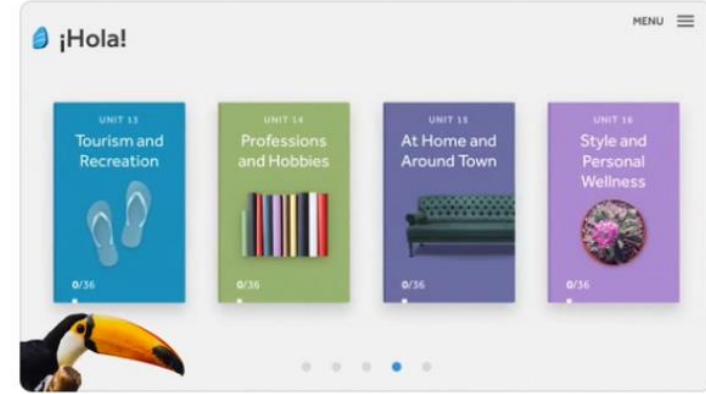 MENU
¡Hola!
UNIT 13
Tourism and
Recreation
0/36
UNIT 14
Professions
and Hobbies
0/36
UNIT 15
At Home and
Around Town
0/36
UNIT 16
Style and
Personal
Wellness
0/36